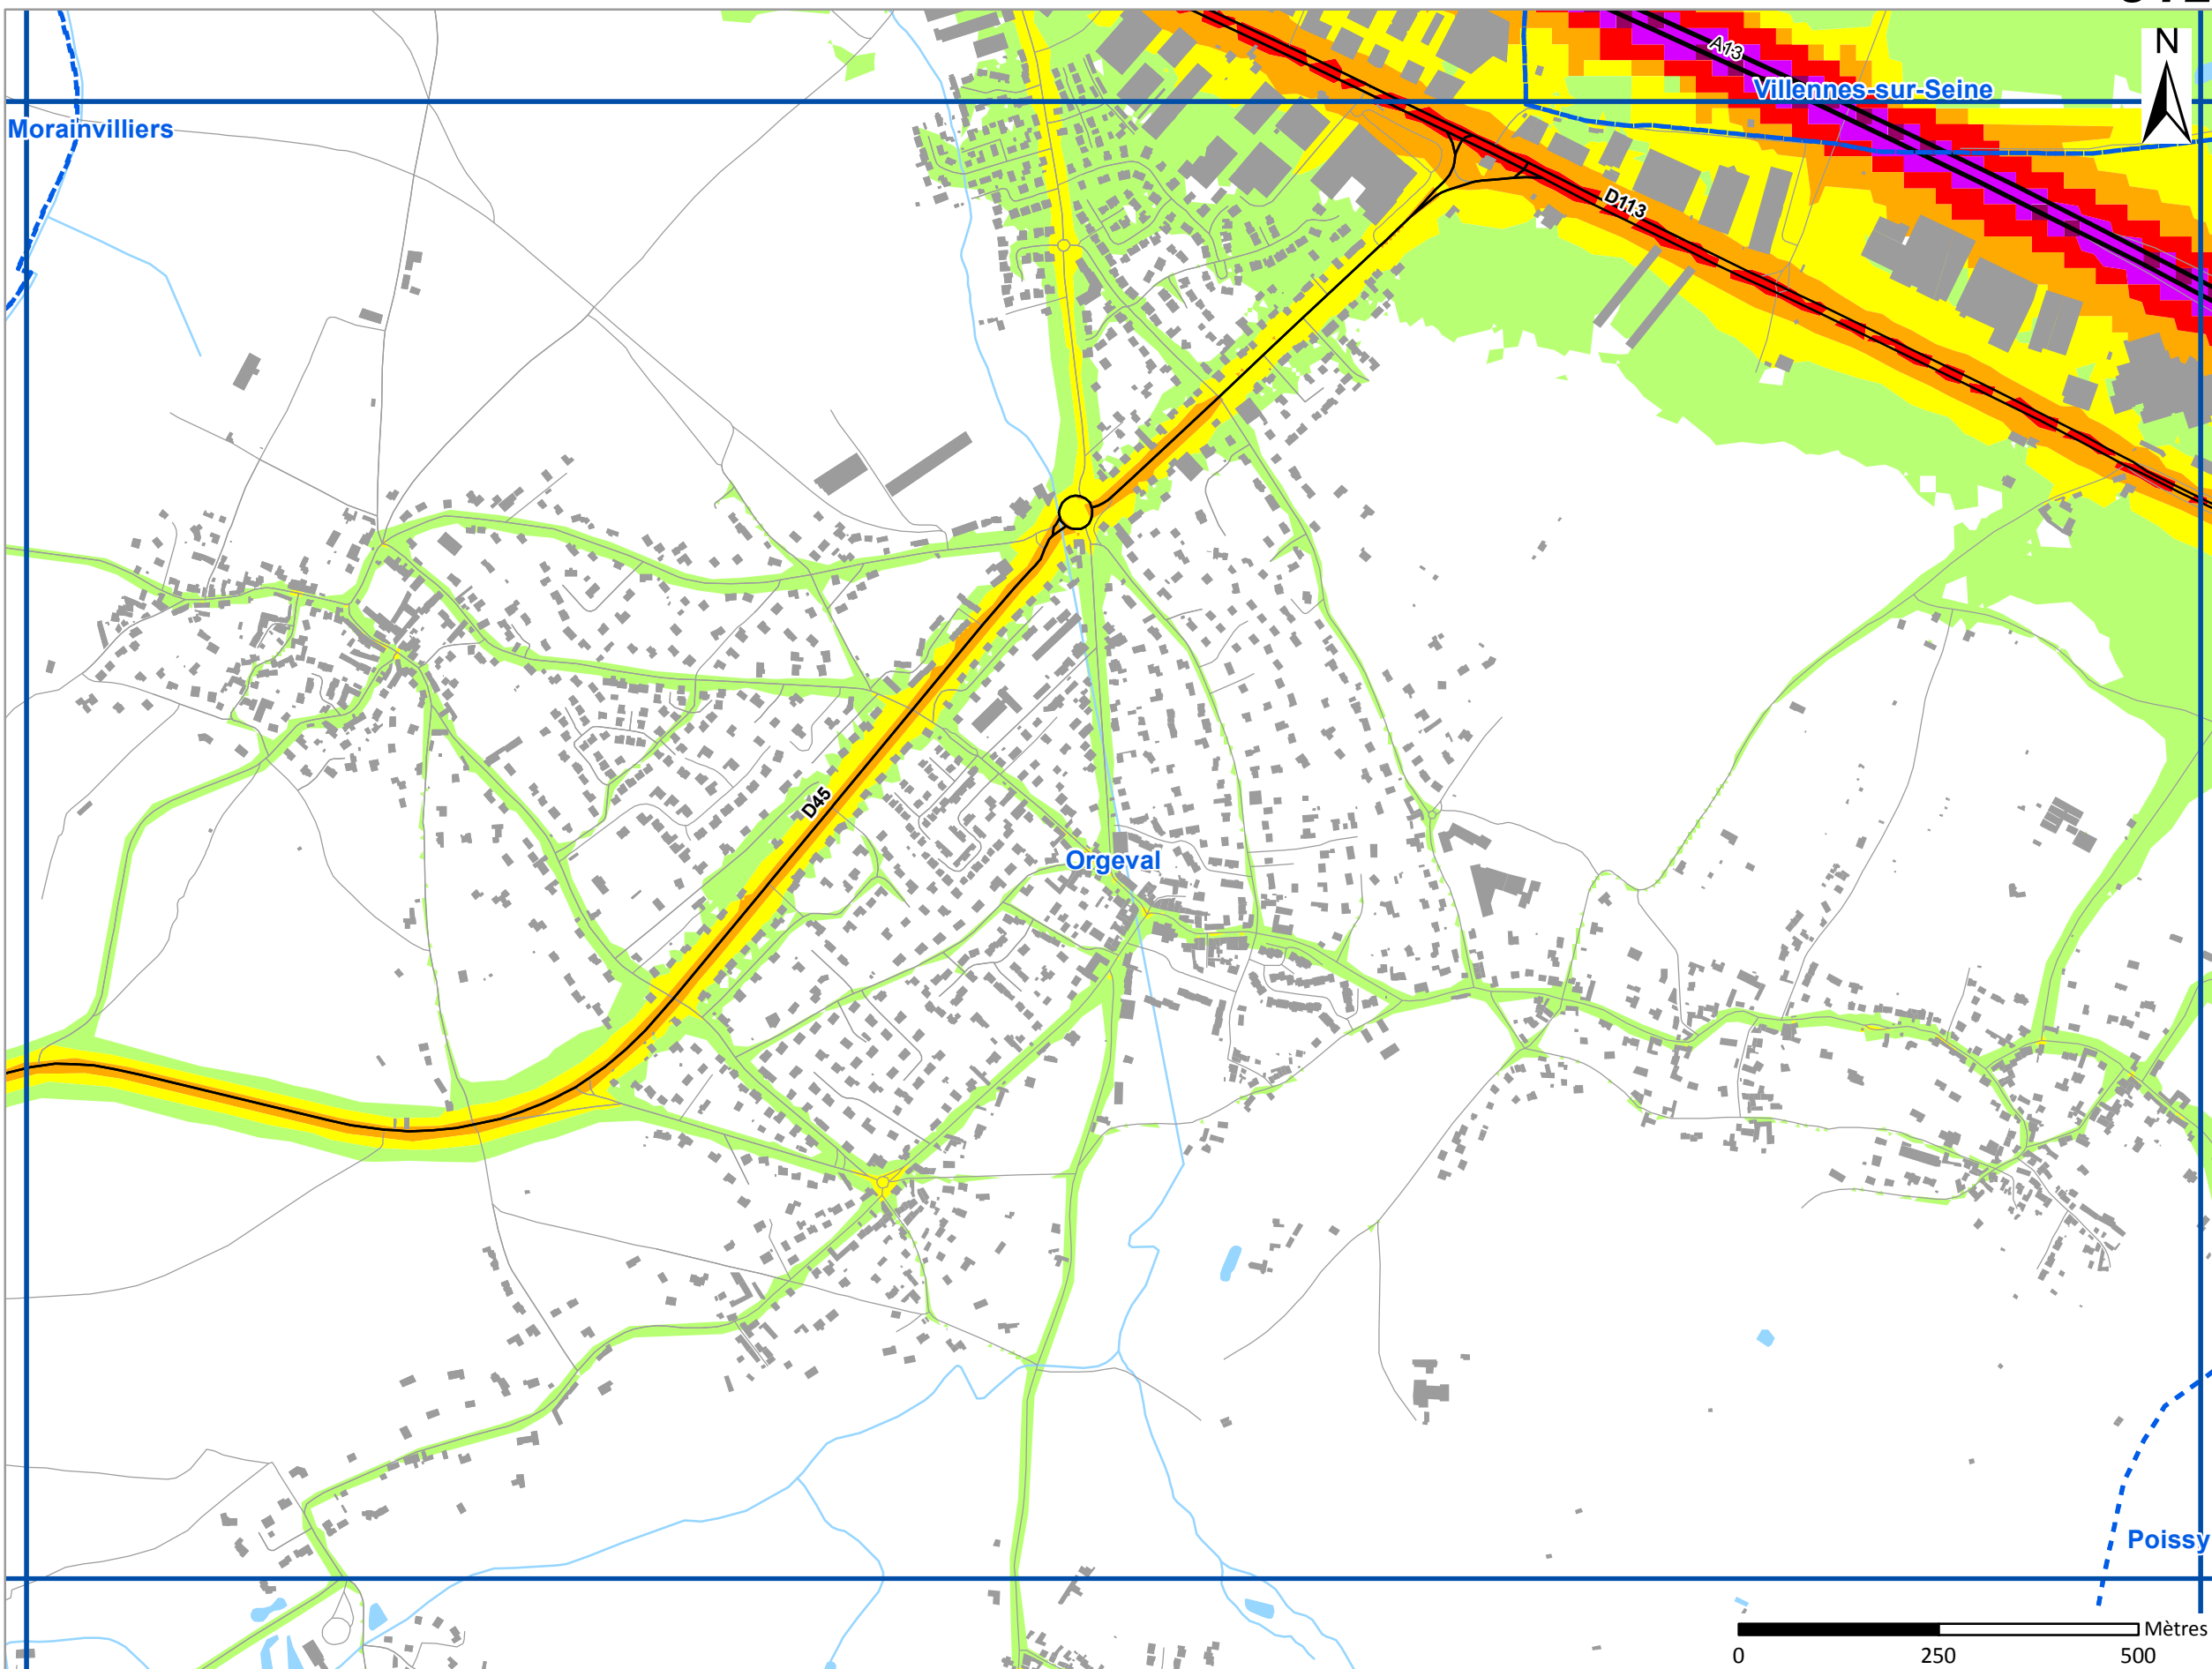 A13
N
Villennes-sur-Seine
Morainvilliers
D113
D45
Orgeval
Poissy
Mètres
0 250 500